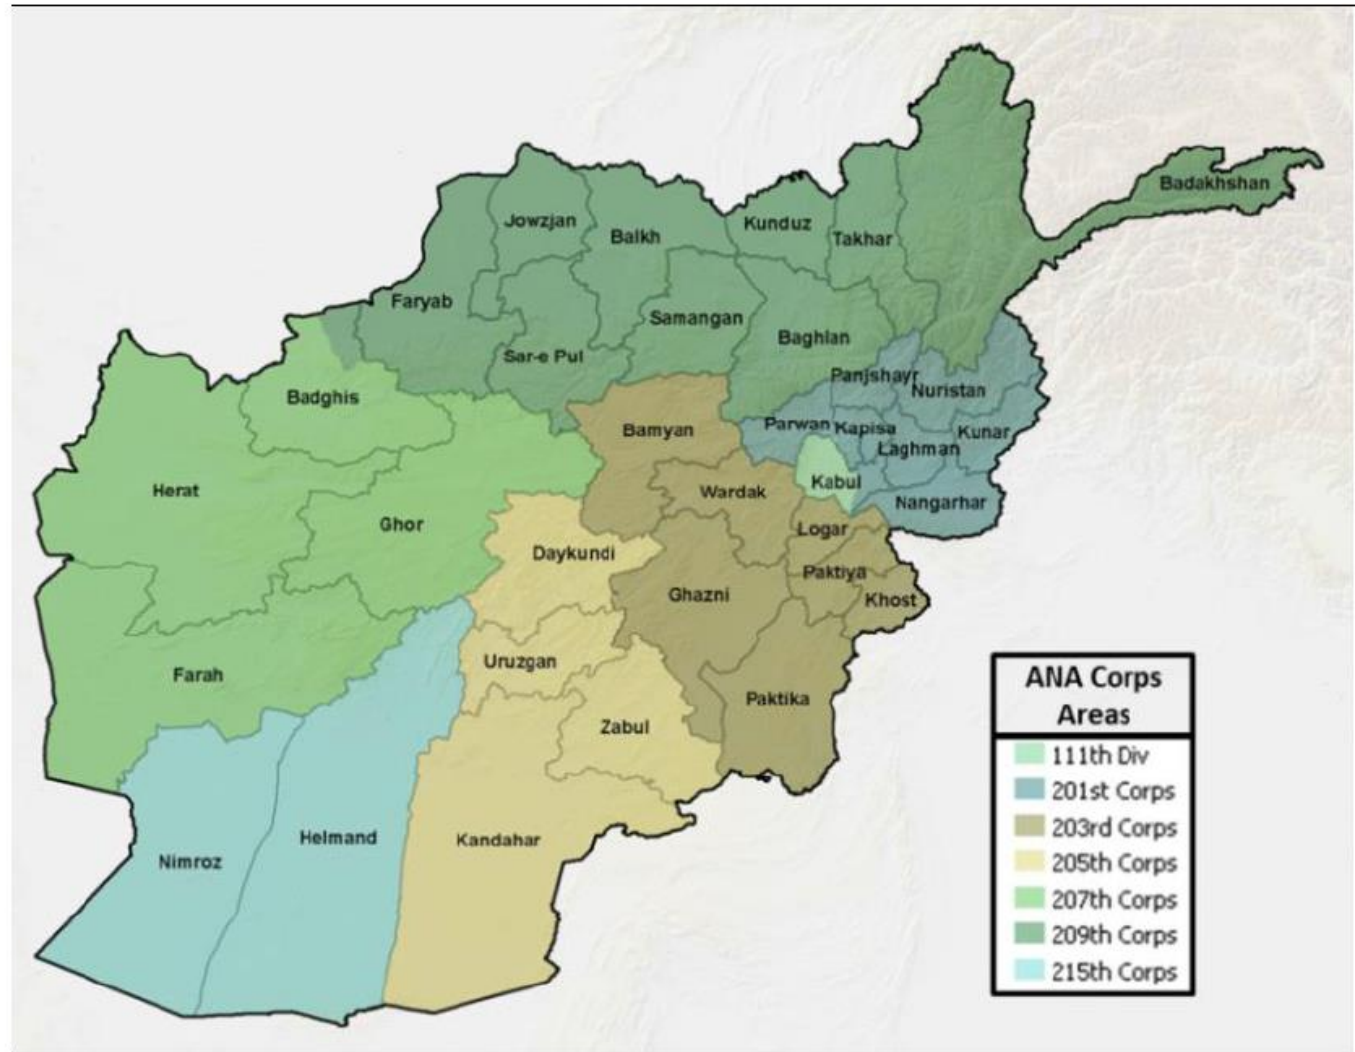 Badakhshan
Jowzjan
Balkh
Kunduz
Takhar
Faryab
Samangan
Baghlan
Sar-e Pul
Panjshayr
Nuristan
Badghis
Parwan
Kapisa
Kunar
Bamyan
Laghman
Kabul
Herat
Wardak
Nangarhar
Ghor
Logar
Daykundi
Paktiya
Ghazni
Khost
Uruzgan
Farah
Paktika
Zabul
Helmand
Kandahar
Nimroz
ANA Corps
Areas
111th Div
201st Corps
203rd Corps
205th Corps
207th Corps
209th Corps
215th Corps